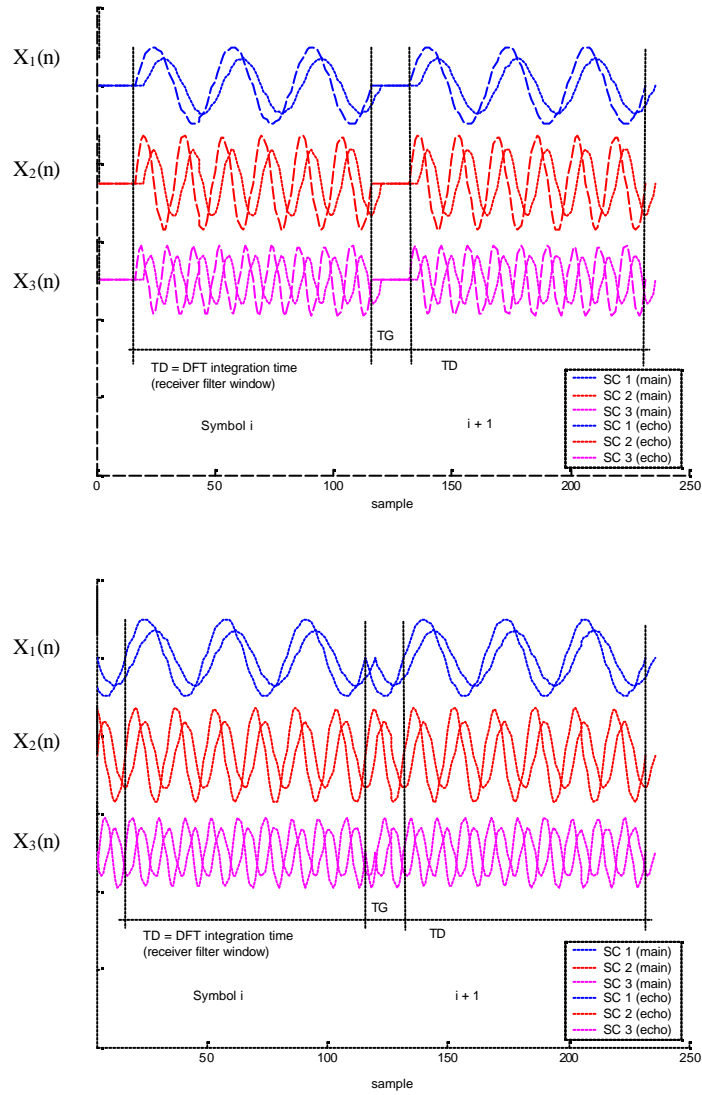 X₁(n)
X₂(n)
X₃(n)
TG
TD = DFT integration time
(receiver filter window)
TD
Symbol i
i + 1
SC 1 (main)
SC 2 (main)
SC 3 (main)
SC 1 (echo)
SC 2 (echo)
SC 3 (echo)
0 50 100 150 200 250
sample
X₁(n)
X₂(n)
X₃(n)
TG
TD = DFT integration time
(receiver filter window)
TD
Symbol i
i + 1
SC 1 (main)
SC 2 (main)
SC 3 (main)
SC 1 (echo)
SC 2 (echo)
SC 3 (echo)
50 100 150 200 250
sample